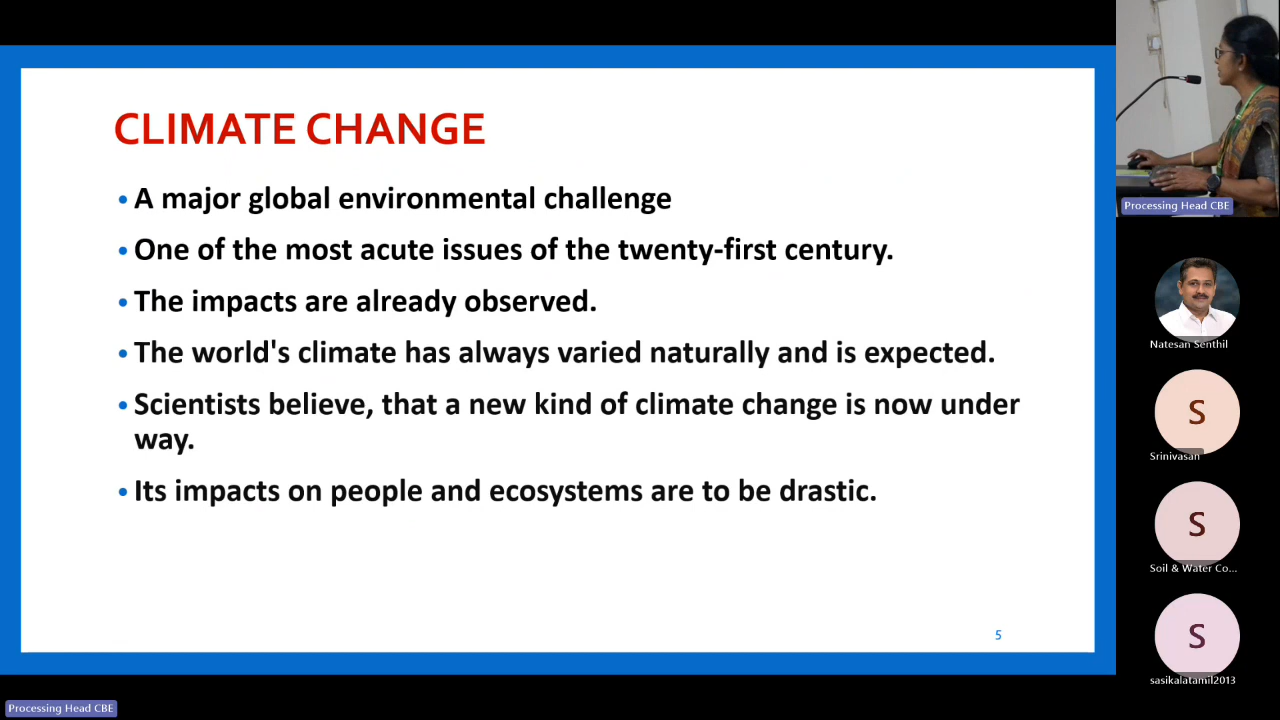 CLIMATE CHANGE
• A major global environmental challenge
• One of the most acute issues of the twenty-first century.
• The impacts are already observed.
• The world's climate has always varied naturally and is expected.
• Scientists believe, that a new kind of climate change is now under
way.
• Its impacts on people and ecosystems are to be drastic.
5
Processing Head CBE
Natesan Senthil
S
Srinivasan
S
Soil & Water Co...
S
sasikalatamil2013
Processing Head CBE